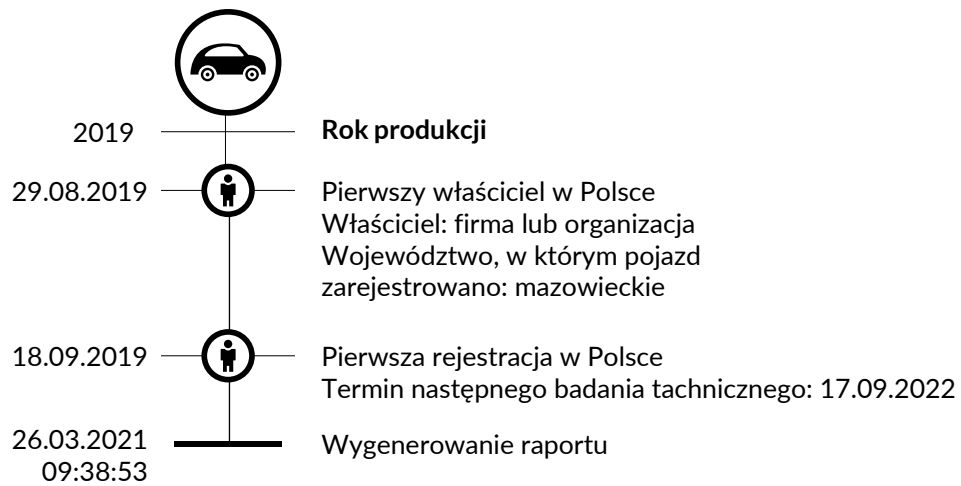 2019 Rok produkcji
29.08.2019 Pierwszy właściciel w Polsce
Właściciel: firma lub organizacja
Województwo, w którym pojazd
zarejestrowano: mazowieckie
18.09.2019 Pierwsza rejestracja w Polsce
Termin następnego badania tachnicznego: 17.09.2022
26.03.2021 Wygenerowanie raportu
09:38:53